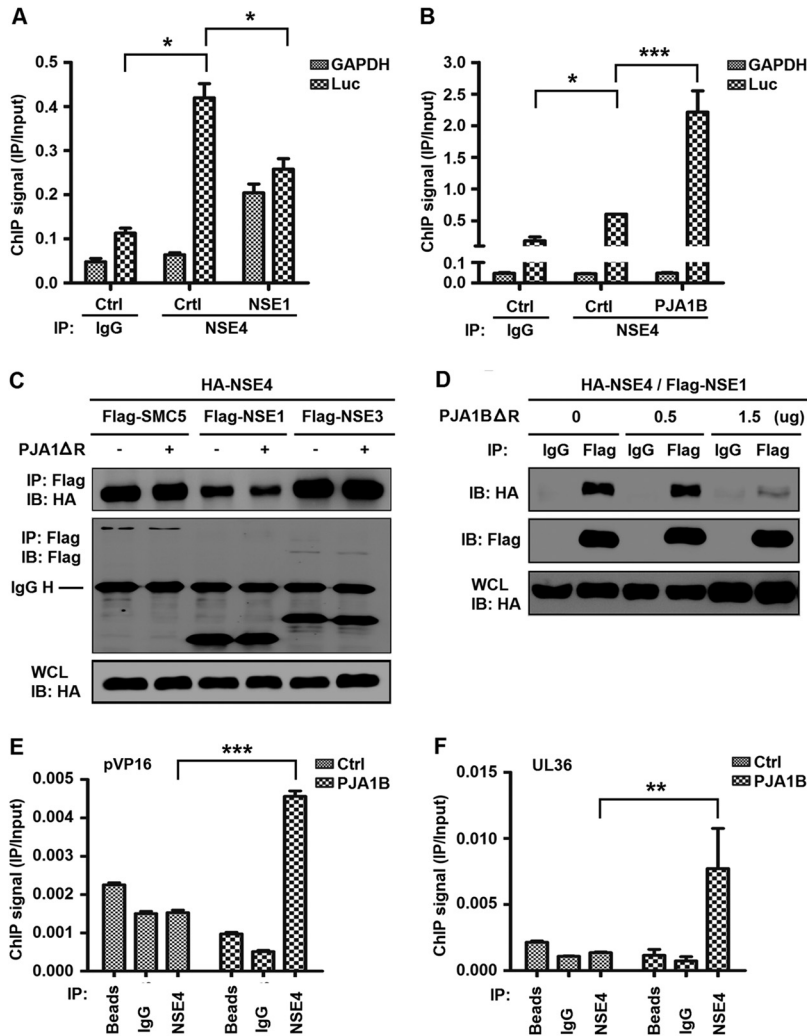 A
*
*
GAPDH
Luc
ChIP signal (IP/Input)
0.5
0.4
0.3
0.2
0.1
0.0
Ctrl Crtl NSE1
IP: IgG NSE4
B
*
***
GAPDH
Luc
ChIP signal (IP/Input)
3.0
2.5
2.0
1.5
1.0
0.5
0.1
0.0
Ctrl Crtl PJA1B
IP: IgG NSE4
C
HA-NSE4
Flag-SMC5 Flag-NSE1 Flag-NSE3
PJA1ΔR - + - + - +
IP: Flag
IB: HA
IP: Flag
IB: Flag
IgG H
WCL
IB: HA
D
HA-NSE4 / Flag-NSE1
PJA1BΔR 0 0.5 1.5 (ug)
IP: IgG Flag IgG Flag IgG Flag
IB: HA
IB: Flag
WCL
IB: HA
E
pVP16
***
Ctrl
PJA1B
ChIP signal (IP/Input)
0.005
0.004
0.003
0.002
0.001
0.000
IP: Beads IgG NSE4 Beads IgG NSE4
F
UL36
**
Ctrl
PJA1B
ChIP signal (IP/Input)
0.015
0.010
0.005
0.000
IP: Beads IgG NSE4 Beads IgG NSE4